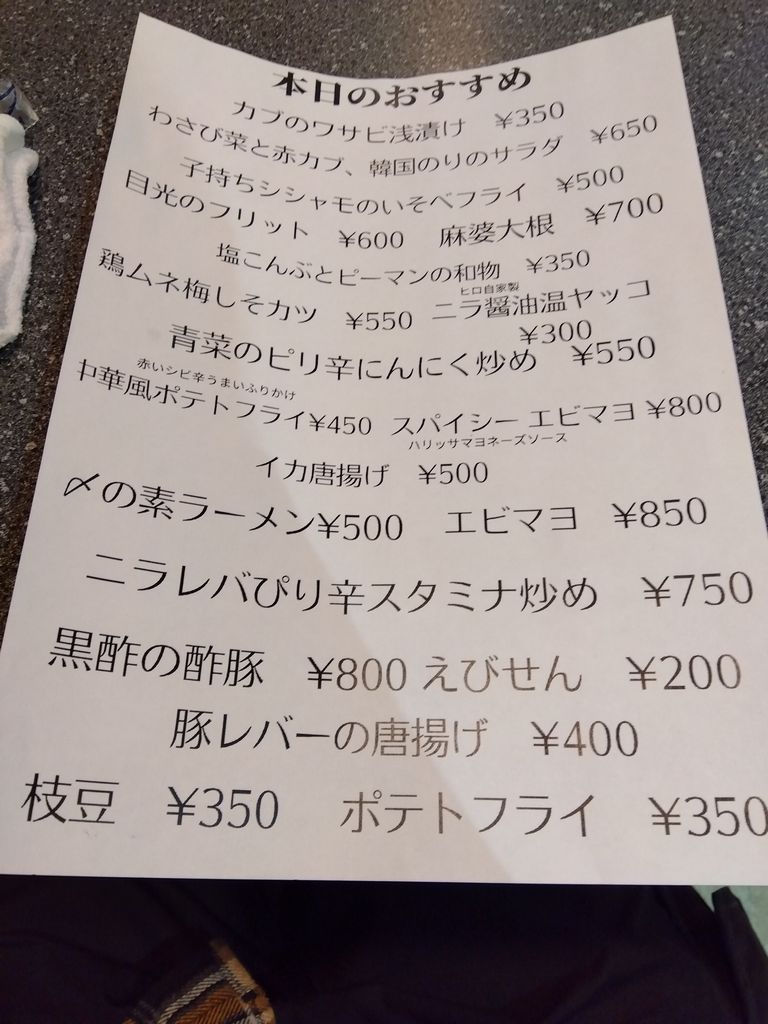 本日のおすすめ
カブのワサビ浅漬け ¥350
わさび菜と赤カブ、韓国のりのサラダ ¥650
子持ちシシャモのいそべフライ ¥500
目光のフリット ¥600 麻婆大根 ¥700
塩こんぶとピーマンの和物 ¥350
ヒロ自家製
鶏ムネ梅しそカツ ¥550 ニラ醤油温ヤッコ
¥300
青菜のピリ辛にんにく炒め ¥550
赤いシビ辛うまいふりかけ
中華風ポテトフライ¥450 スパイシー エビマヨ ¥800
ハリッサマヨネーズソース
イカ唐揚げ ¥500
〆の素ラーメン¥500 エビマヨ ¥850
ニラレバぴり辛スタミナ炒め ¥750
黒酢の酢豚 ¥800 えびせん ¥200
豚レバーの唐揚げ ¥400
枝豆 ¥350 ポテトフライ ¥350